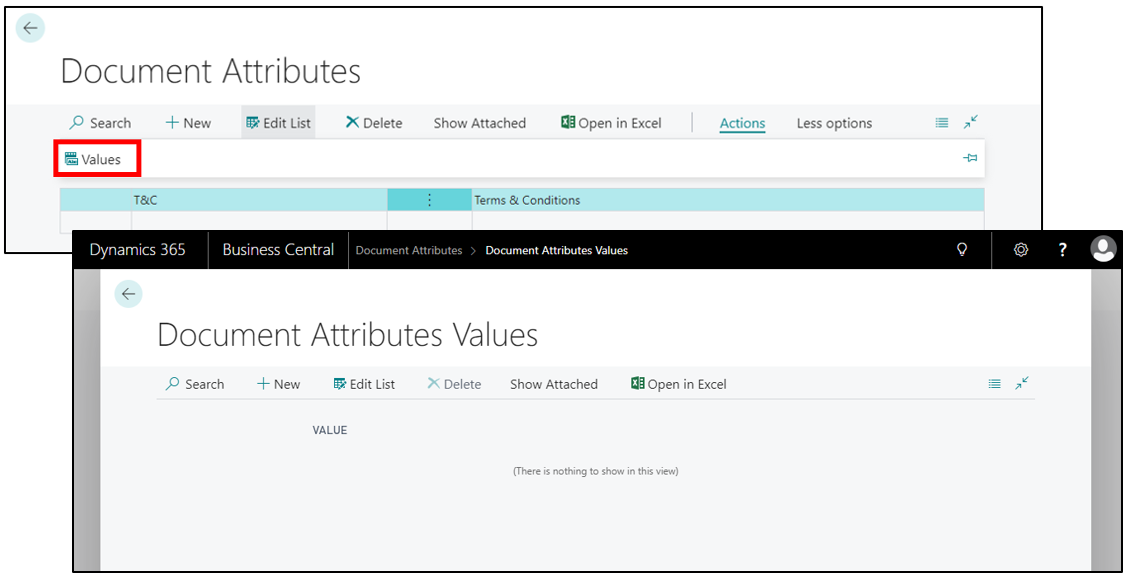 Document Attributes
Search New Edit List Delete Show Attached Open in Excel Actions Less options
Values
T&C Terms & Conditions
Dynamics 365 Business Central Document Attributes > Document Attributes Values ?
Document Attributes Values
Search New Edit List Delete Show Attached Open in Excel
VALUE
(There is nothing to show in this view)